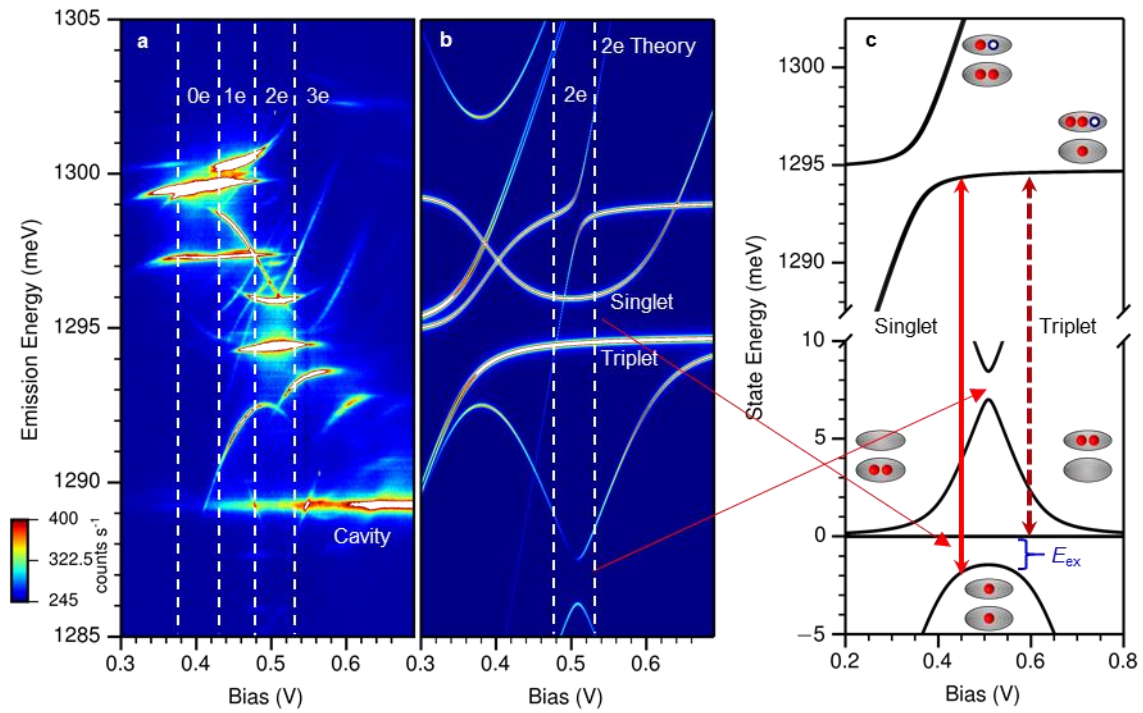 a
0e
1e
2e
3e
Cavity
1305
1300
1295
1290
1285
Emission Energy (meV)
400
322.5
245
counts s⁻¹
0.3
0.4
0.5
0.6
Bias (V)
b
2e Theory
2e
Singlet
Triplet
0.3
0.4
0.5
0.6
Bias (V)
c
1300
1295
1290
10
5
0
−5
State Energy (meV)
Singlet
Triplet
Eex
0.2
0.4
0.6
0.8
Bias (V)